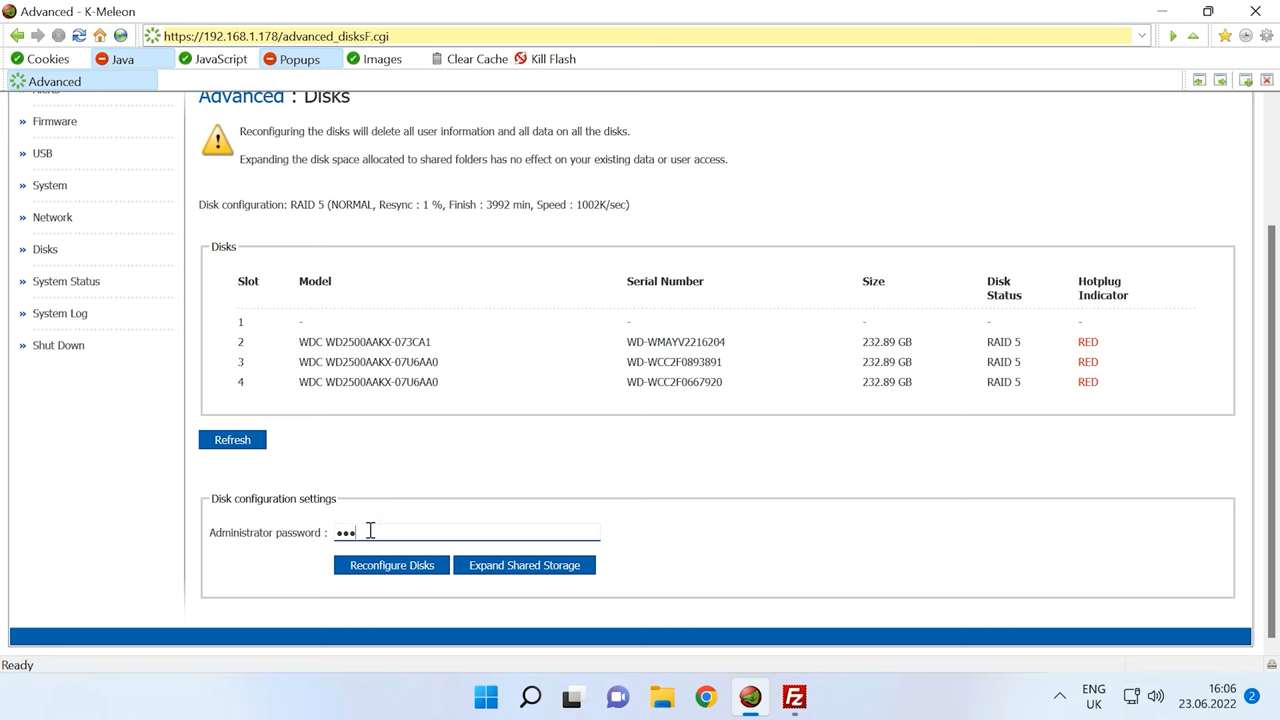 Advanced - K-Meleon
https://192.168.1.178/advanced_disksF.cgi
Cookies Java JavaScript Popups Images Clear Cache Kill Flash
Advanced
Advanced : Disks
Firmware
USB
System
Network
Disks
System Status
System Log
Shut Down
Reconfiguring the disks will delete all user information and all data on all the disks.
Expanding the disk space allocated to shared folders has no effect on your existing data or user access.
Disk configuration: RAID 5 (NORMAL, Resync : 1 %, Finish : 3992 min, Speed : 1002K/sec)
Disks
Slot Model Serial Number Size Disk Status Hotplug Indicator
1 - - - - -
2 WDC WD2500AAKX-073CA1 WD-WMAYV2216204 232.89 GB RAID 5 RED
3 WDC WD2500AAKX-07U6AA0 WD-WCC2F0893891 232.89 GB RAID 5 RED
4 WDC WD2500AAKX-07U6AA0 WD-WCC2F0667920 232.89 GB RAID 5 RED
Refresh
Disk configuration settings
Administrator password : •••
Reconfigure Disks Expand Shared Storage
Ready
ENG 16:06
UK 23.06.2022 2